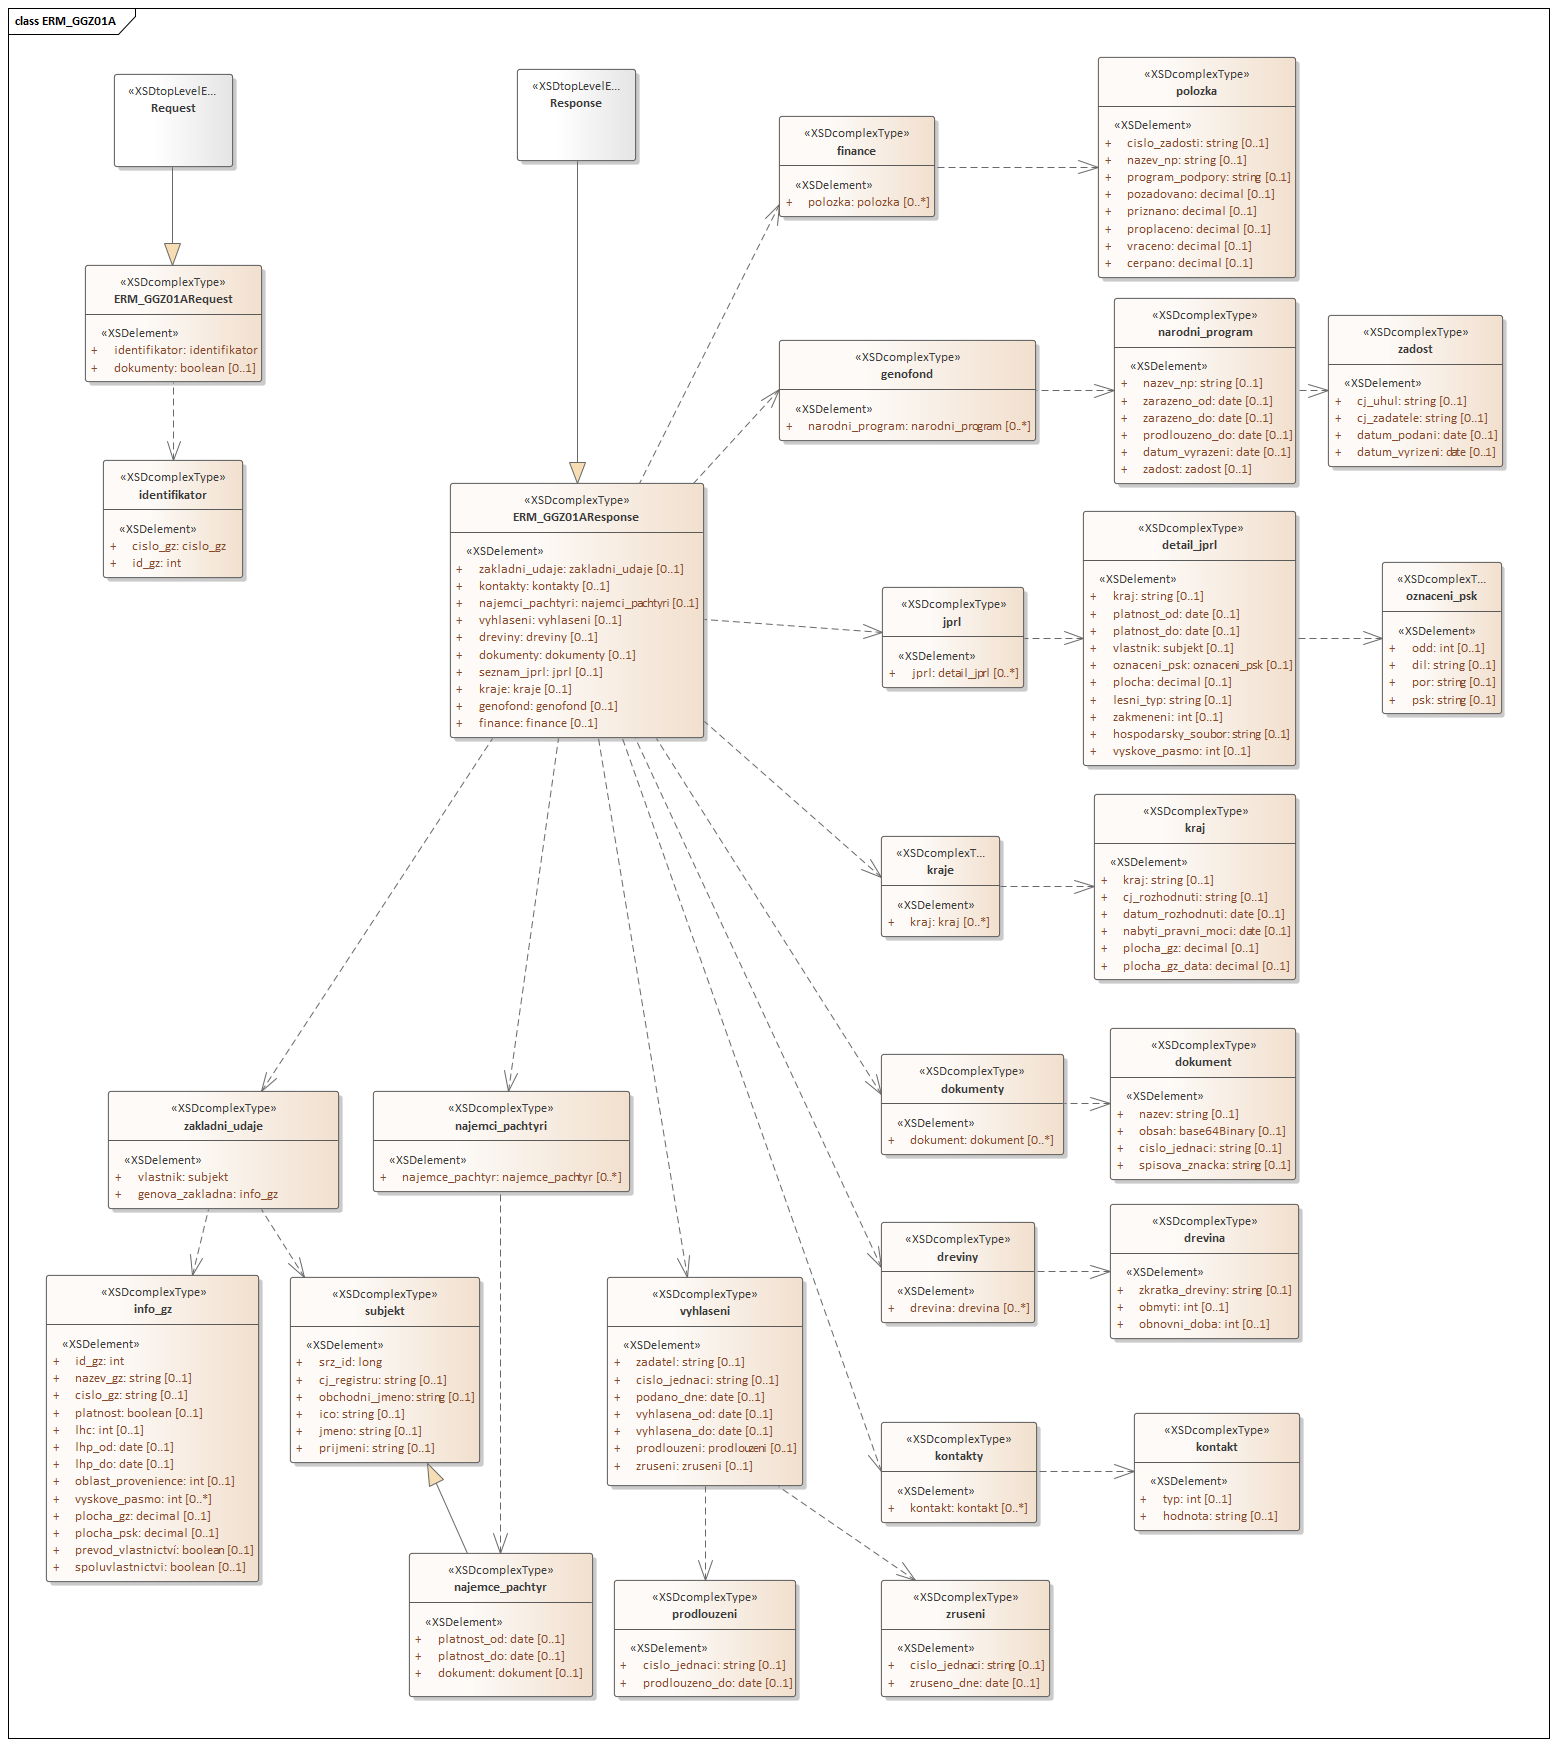 class ERM_GGZ01A
«XSDtopLevelE...
Request
«XSDtopLevelE...
Response
«XSDcomplexType»
finance
«XSDelement»
+ polozka: polozka [0..*]
«XSDcomplexType»
polozka
«XSDelement»
+ cislo_zadosti: string [0..1]
+ nazev_np: string [0..1]
+ program_podpory: string [0..1]
+ pozadovano: decimal [0..1]
+ priznano: decimal [0..1]
+ proplaceno: decimal [0..1]
+ vraceno: decimal [0..1]
+ cerpano: decimal [0..1]
«XSDcomplexType»
ERM_GGZ01ARequest
«XSDelement»
+ identifikator: identifikator
+ dokumenty: boolean [0..1]
«XSDcomplexType»
genofond
«XSDelement»
+ narodni_program: narodni_program [0..*]
«XSDcomplexType»
narodni_program
«XSDelement»
+ nazev_np: string [0..1]
+ zarazeno_od: date [0..1]
+ zarazeno_do: date [0..1]
+ prodlouzeno_do: date [0..1]
+ datum_vyrazeni: date [0..1]
+ zadost: zadost [0..1]
«XSDcomplexType»
zadost
«XSDelement»
+ cj_uhul: string [0..1]
+ cj_zadatele: string [0..1]
+ datum_podani: date [0..1]
+ datum_vyrizeni: date [0..1]
«XSDcomplexType»
identifikator
«XSDelement»
+ cislo_gz: cislo_gz
+ id_gz: int
«XSDcomplexType»
ERM_GGZ01AResponse
«XSDelement»
+ zakladni_udaje: zakladni_udaje [0..1]
+ kontakty: kontakty [0..1]
+ najemci_pachtyri: najemci_pachtyri [0..1]
+ vyhlaseni: vyhlaseni [0..1]
+ dreviny: dreviny [0..1]
+ dokumenty: dokumenty [0..1]
+ seznam_jprl: jprl [0..1]
+ kraje: kraje [0..1]
+ genofond: genofond [0..1]
+ finance: finance [0..1]
«XSDcomplexType»
jprl
«XSDelement»
+ jprl: detail_jprl [0..*]
«XSDcomplexType»
detail_jprl
«XSDelement»
+ kraj: string [0..1]
+ platnost_od: date [0..1]
+ platnost_do: date [0..1]
+ vlastnik: subjekt [0..1]
+ oznaceni_psk: oznaceni_psk [0..1]
+ plocha: decimal [0..1]
+ lesni_typ: string [0..1]
+ zakmeneni: int [0..1]
+ hospodarsky_soubor: string [0..1]
+ vyskove_pasmo: int [0..1]
«XSDcomplexT...
oznaceni_psk
«XSDelement»
+ odd: int [0..1]
+ dil: string [0..1]
+ por: string [0..1]
+ psk: string [0..1]
«XSDcomplexT...
kraje
«XSDelement»
+ kraj: kraj [0..*]
«XSDcomplexType»
kraj
«XSDelement»
+ kraj: string [0..1]
+ cj_rozhodnuti: string [0..1]
+ datum_rozhodnuti: date [0..1]
+ nabyti_pravni_moci: date [0..1]
+ plocha_gz: decimal [0..1]
+ plocha_gz_data: decimal [0..1]
«XSDcomplexType»
dokumenty
«XSDelement»
+ dokument: dokument [0..*]
«XSDcomplexType»
dokument
«XSDelement»
+ nazev: string [0..1]
+ obsah: base64Binary [0..1]
+ cislo_jednaci: string [0..1]
+ spisova_znacka: string [0..1]
«XSDcomplexType»
zakladni_udaje
«XSDelement»
+ vlastnik: subjekt
+ genova_zakladna: info_gz
«XSDcomplexType»
najemci_pachtyri
«XSDelement»
+ najemce_pachtyr: najemce_pachtyr [0..*]
«XSDcomplexType»
dreviny
«XSDelement»
+ drevina: drevina [0..*]
«XSDcomplexType»
drevina
«XSDelement»
+ zkratka_dreviny: string [0..1]
+ obmyti: int [0..1]
+ obnovni_doba: int [0..1]
«XSDcomplexType»
info_gz
«XSDelement»
+ id_gz: int
+ nazev_gz: string [0..1]
+ cislo_gz: string [0..1]
+ platnost: boolean [0..1]
+ lhc: int [0..1]
+ lhp_od: date [0..1]
+ lhp_do: date [0..1]
+ oblast_provenience: int [0..1]
+ vyskove_pasmo: int [0..*]
+ plocha_gz: decimal [0..1]
+ plocha_psk: decimal [0..1]
+ prevod_vlastnictví: boolean [0..1]
+ spoluvlastnictvi: boolean [0..1]
«XSDcomplexType»
subjekt
«XSDelement»
+ srz_id: long
+ cj_registru: string [0..1]
+ obchodni_jmeno: string [0..1]
+ ico: string [0..1]
+ jmeno: string [0..1]
+ prijmeni: string [0..1]
«XSDcomplexType»
vyhlaseni
«XSDelement»
+ zadatel: string [0..1]
+ cislo_jednaci: string [0..1]
+ podano_dne: date [0..1]
+ vyhlasena_od: date [0..1]
+ vyhlasena_do: date [0..1]
+ prodlouzeni: prodlouzeni [0..1]
+ zruseni: zruseni [0..1]
«XSDcomplexType»
kontakty
«XSDelement»
+ kontakt: kontakt [0..*]
«XSDcomplexType»
kontakt
«XSDelement»
+ typ: int [0..1]
+ hodnota: string [0..1]
«XSDcomplexType»
najemce_pachtyr
«XSDelement»
+ platnost_od: date [0..1]
+ platnost_do: date [0..1]
+ dokument: dokument [0..1]
«XSDcomplexType»
prodlouzeni
«XSDelement»
+ cislo_jednaci: string [0..1]
+ prodlouzeno_do: date [0..1]
«XSDcomplexType»
zruseni
«XSDelement»
+ cislo_jednaci: string [0..1]
+ zruseno_dne: date [0..1]